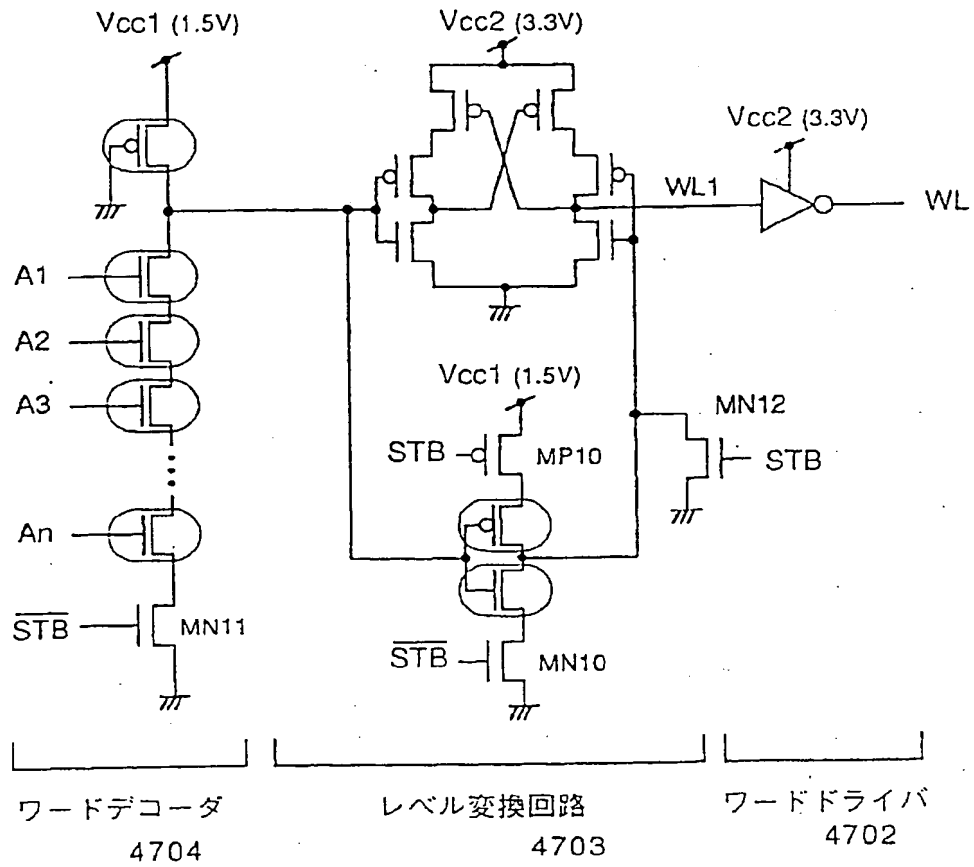 Vcc1 (1.5V)
Vcc2 (3.3V)
Vcc2 (3.3V)
WL1
WL
A1
A2
A3
An
STB
MN11
Vcc1 (1.5V)
STB
MP10
MN12
STB
STB
MN10
ワードデコーダ
4704
レベル変換回路
4703
ワードドライバ
4702